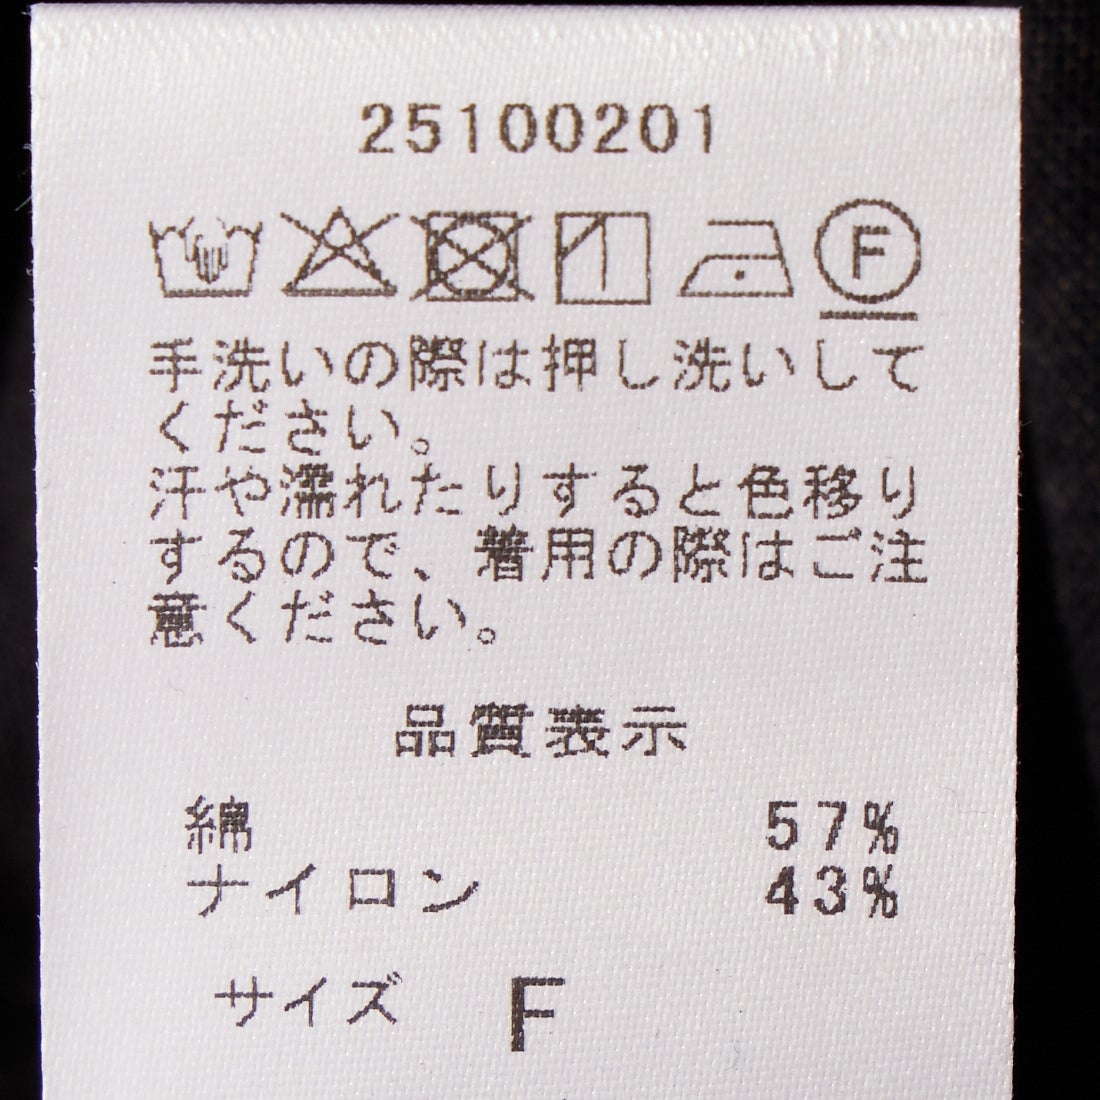 25100201
F
手洗いの際は押し洗いして
ください。
汗や濡れたりすると色移り
するので、着用の際はご注
意ください。
品質表示
綿 57%
ナイロン 43%
サイズ F